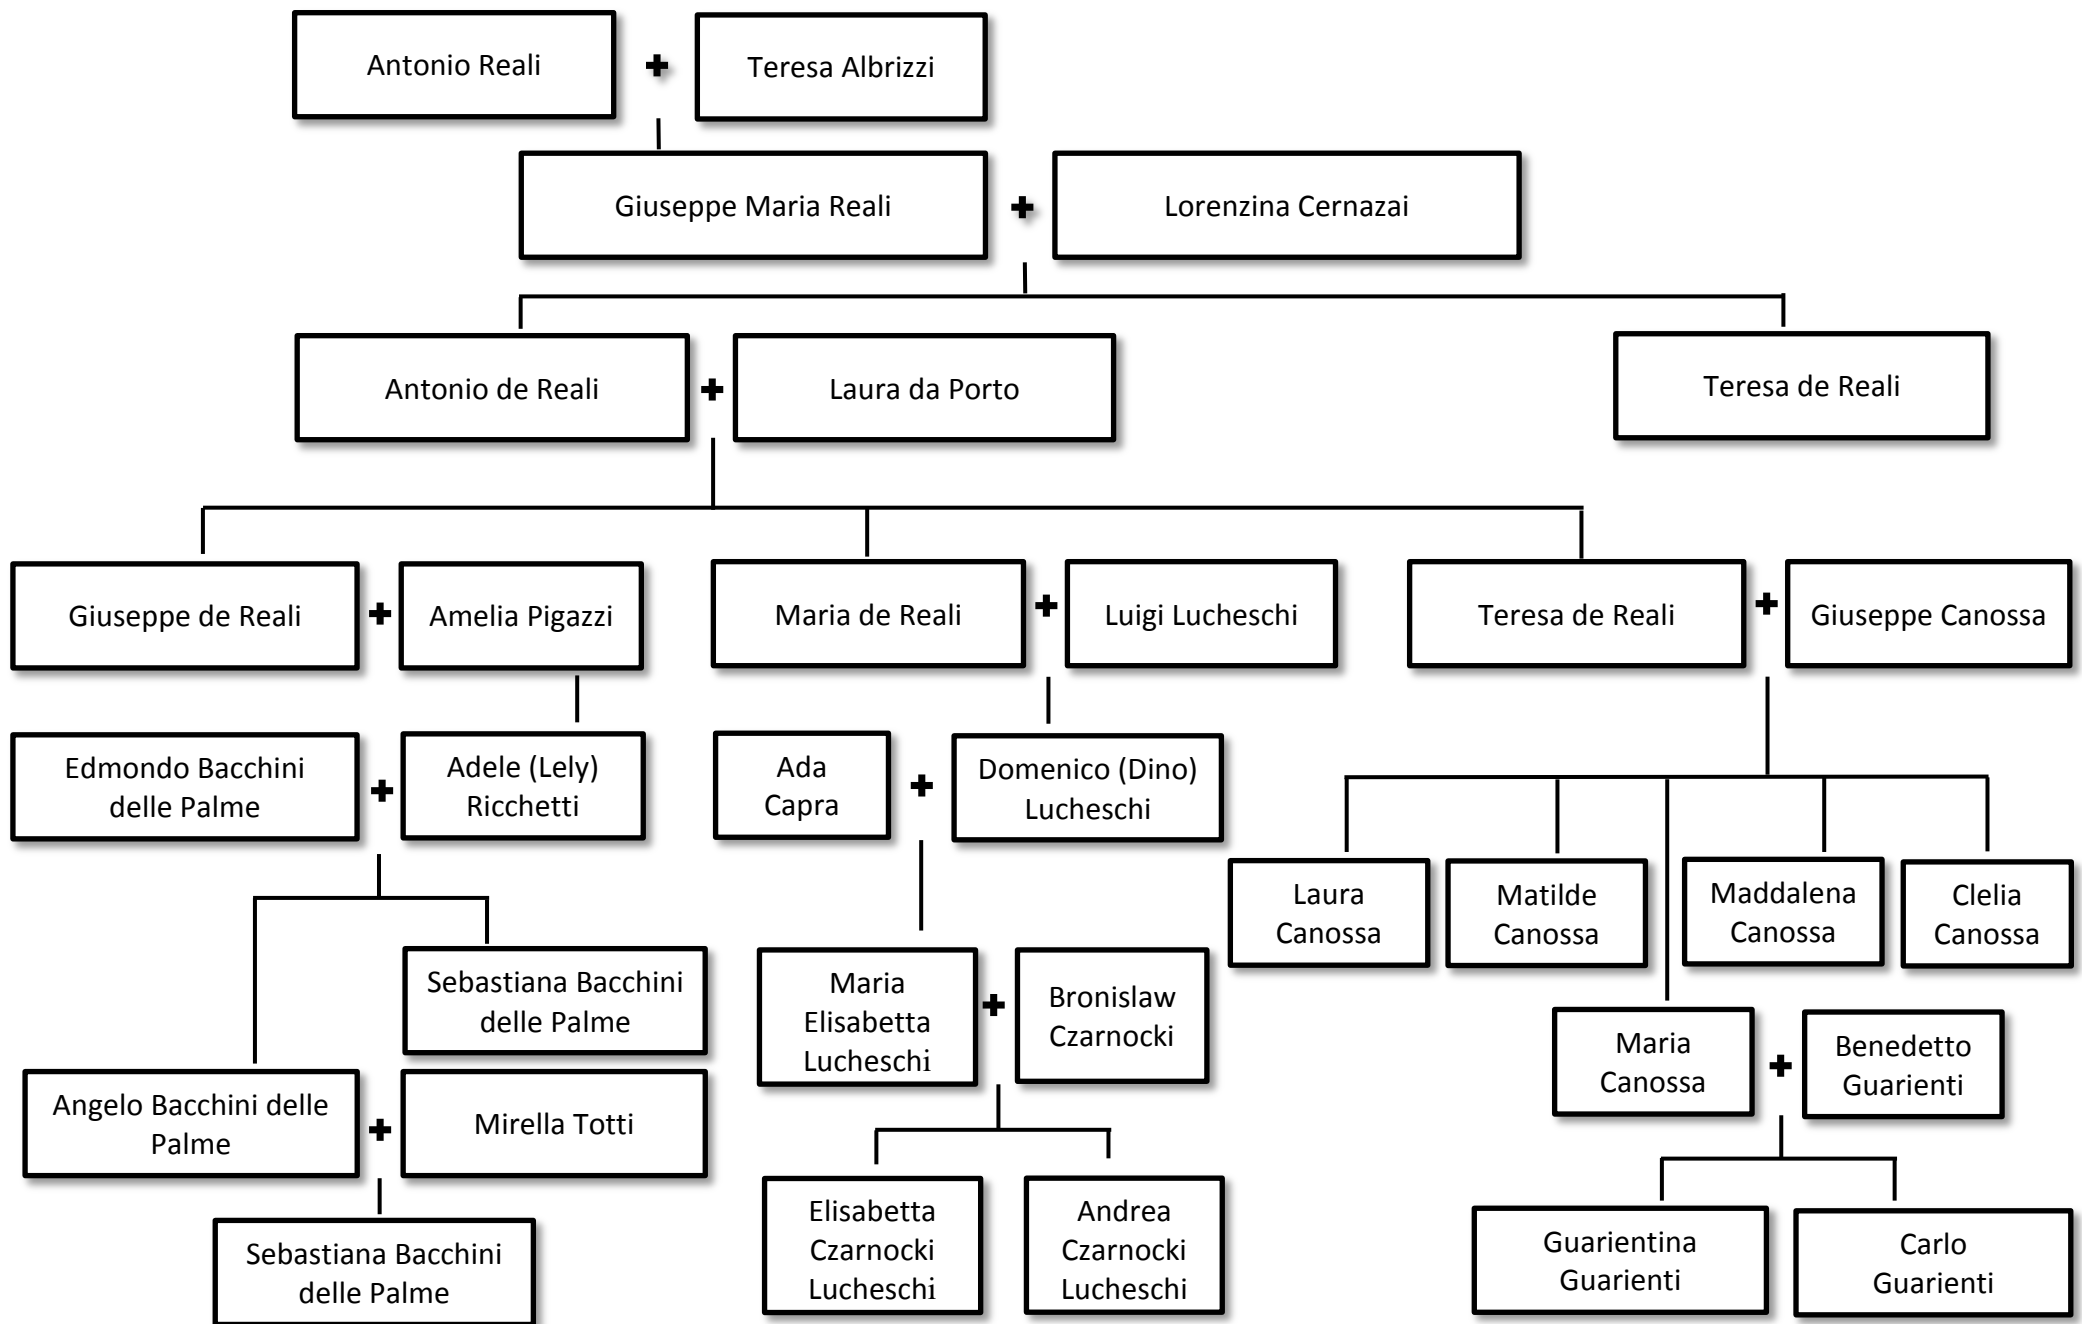 Antonio Reali
Teresa Albrizzi
Giuseppe Maria Reali
Lorenzina Cernazai
Antonio de Reali
Laura da Porto
Teresa de Reali
Giuseppe de Reali
Amelia Pigazzi
Maria de Reali
Luigi Lucheschi
Teresa de Reali
Giuseppe Canossa
Edmondo Bacchini
delle Palme
Adele (Lely)
Ricchetti
Ada
Capra
Domenico (Dino)
Lucheschi
Laura
Canossa
Matilde
Canossa
Maddalena
Canossa
Clelia
Canossa
Sebastiana Bacchini
delle Palme
Maria
Elisabetta
Lucheschi
Bronislaw
Czarnocki
Maria
Canossa
Benedetto
Guarienti
Angelo Bacchini delle
Palme
Mirella Totti
Elisabetta
Czarnocki
Lucheschi
Andrea
Czarnocki
Lucheschi
Guarientina
Guarienti
Carlo
Guarienti
Sebastiana Bacchini
delle Palme